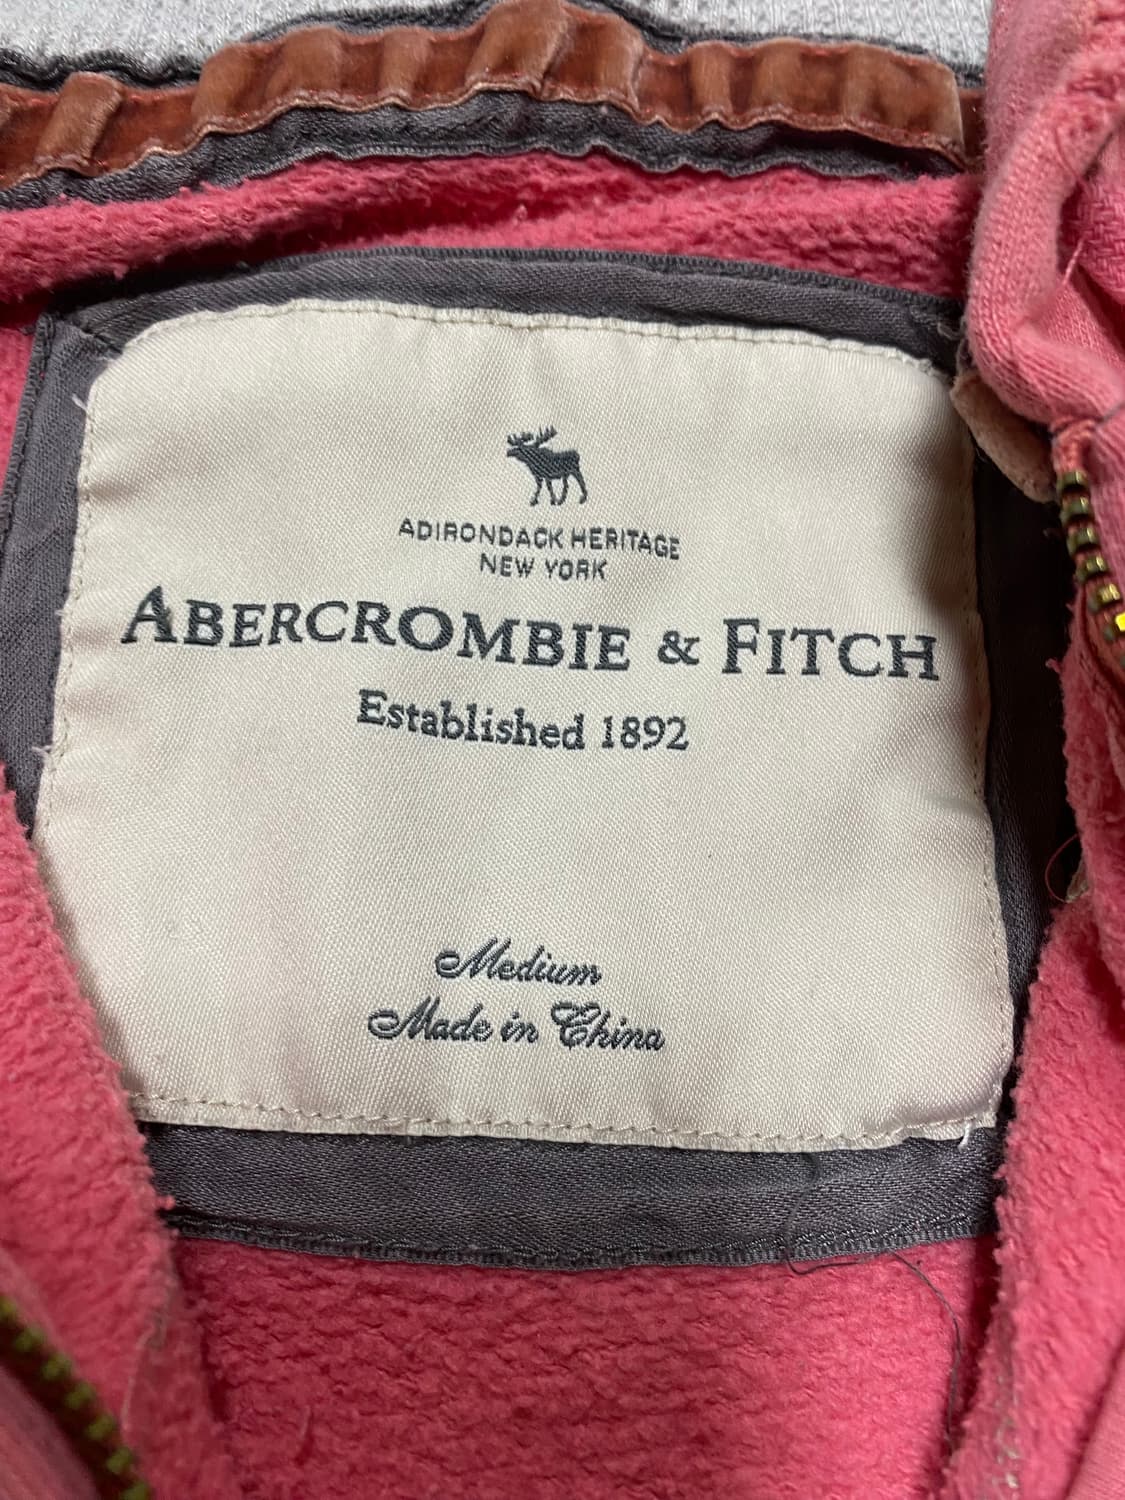 ADIRONDACK HERITAGE
NEW YORK
ABERCROMBIE & FITCH
Established 1892
Medium
Made in China